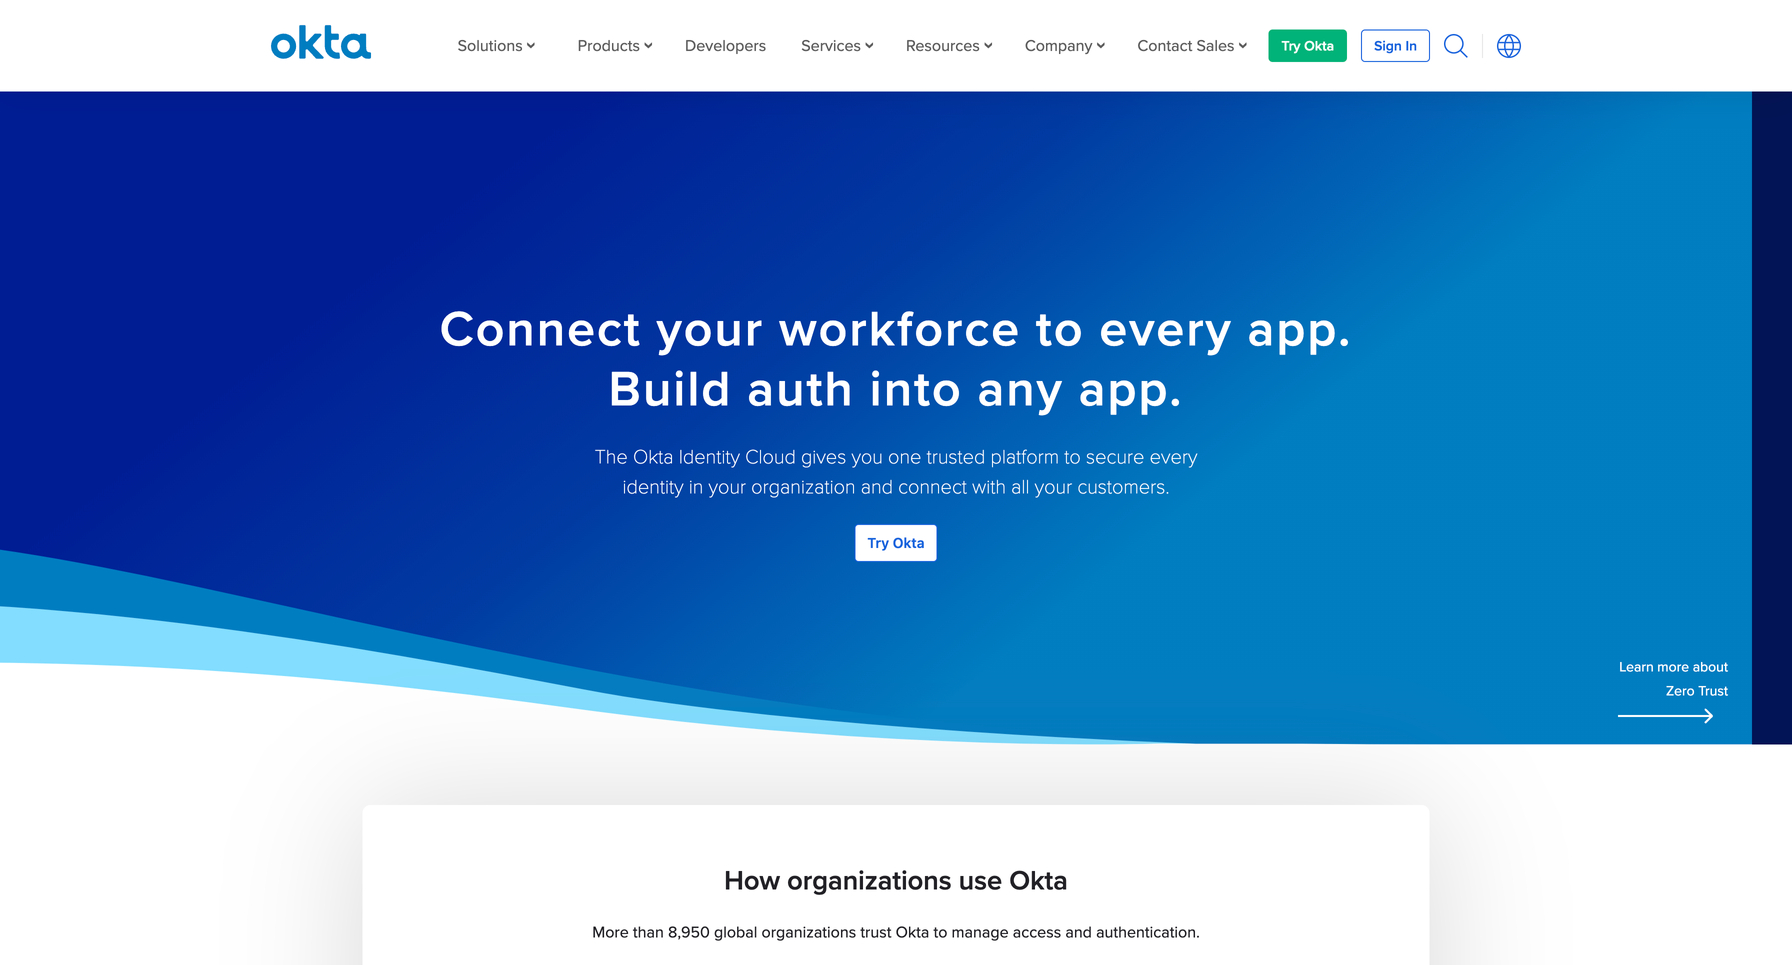 okta
Solutions
Products
Developers
Services
Resources
Company
Contact Sales
Try Okta
Sign In
Connect your workforce to every app.
Build auth into any app.
The Okta Identity Cloud gives you one trusted platform to secure every
identity in your organization and connect with all your customers.
Try Okta
Learn more about
Zero Trust
How organizations use Okta
More than 8,950 global organizations trust Okta to manage access and authentication.